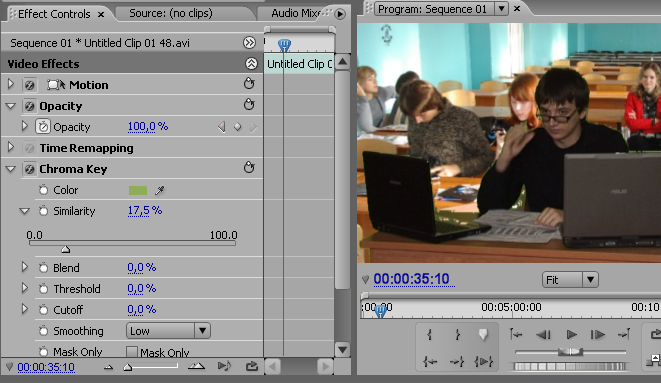 Effect Controls × Source: (no clips) Audio Mixe
Program: Sequence 01 ×
Sequence 01 * Untitled Clip 01 48.avi
Video Effects Untitled Clip 0
Motion
Opacity
Opacity 100,0 %
Time Remapping
Chroma Key
Color
Similarity 17,5 %
0.0 100.0
Blend 0,0 %
Threshold 0,0 %
Cutoff 0,0 %
Smoothing Low
Mask Only Mask Only
00:00:35:10
ASUS
00:00:35:10 Fit
:00:00 00:05:00:00 00:10